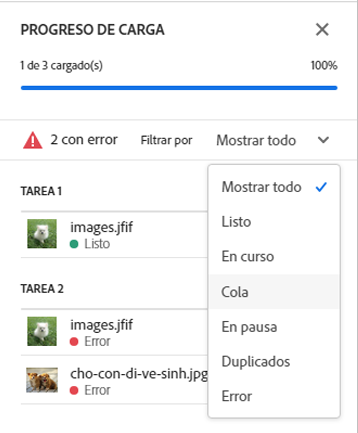 PROGRESO DE CARGA
1 de 3 cargado(s) 100%
2 con error Filtrar por Mostrar todo
Mostrar todo
TAREA 1
images.jfif
Listo
Listo
En curso
TAREA 2
Cola
images.jfif
Error
En pausa
Duplicados
cho-con-di-ve-sinh.jpg
Error
Error